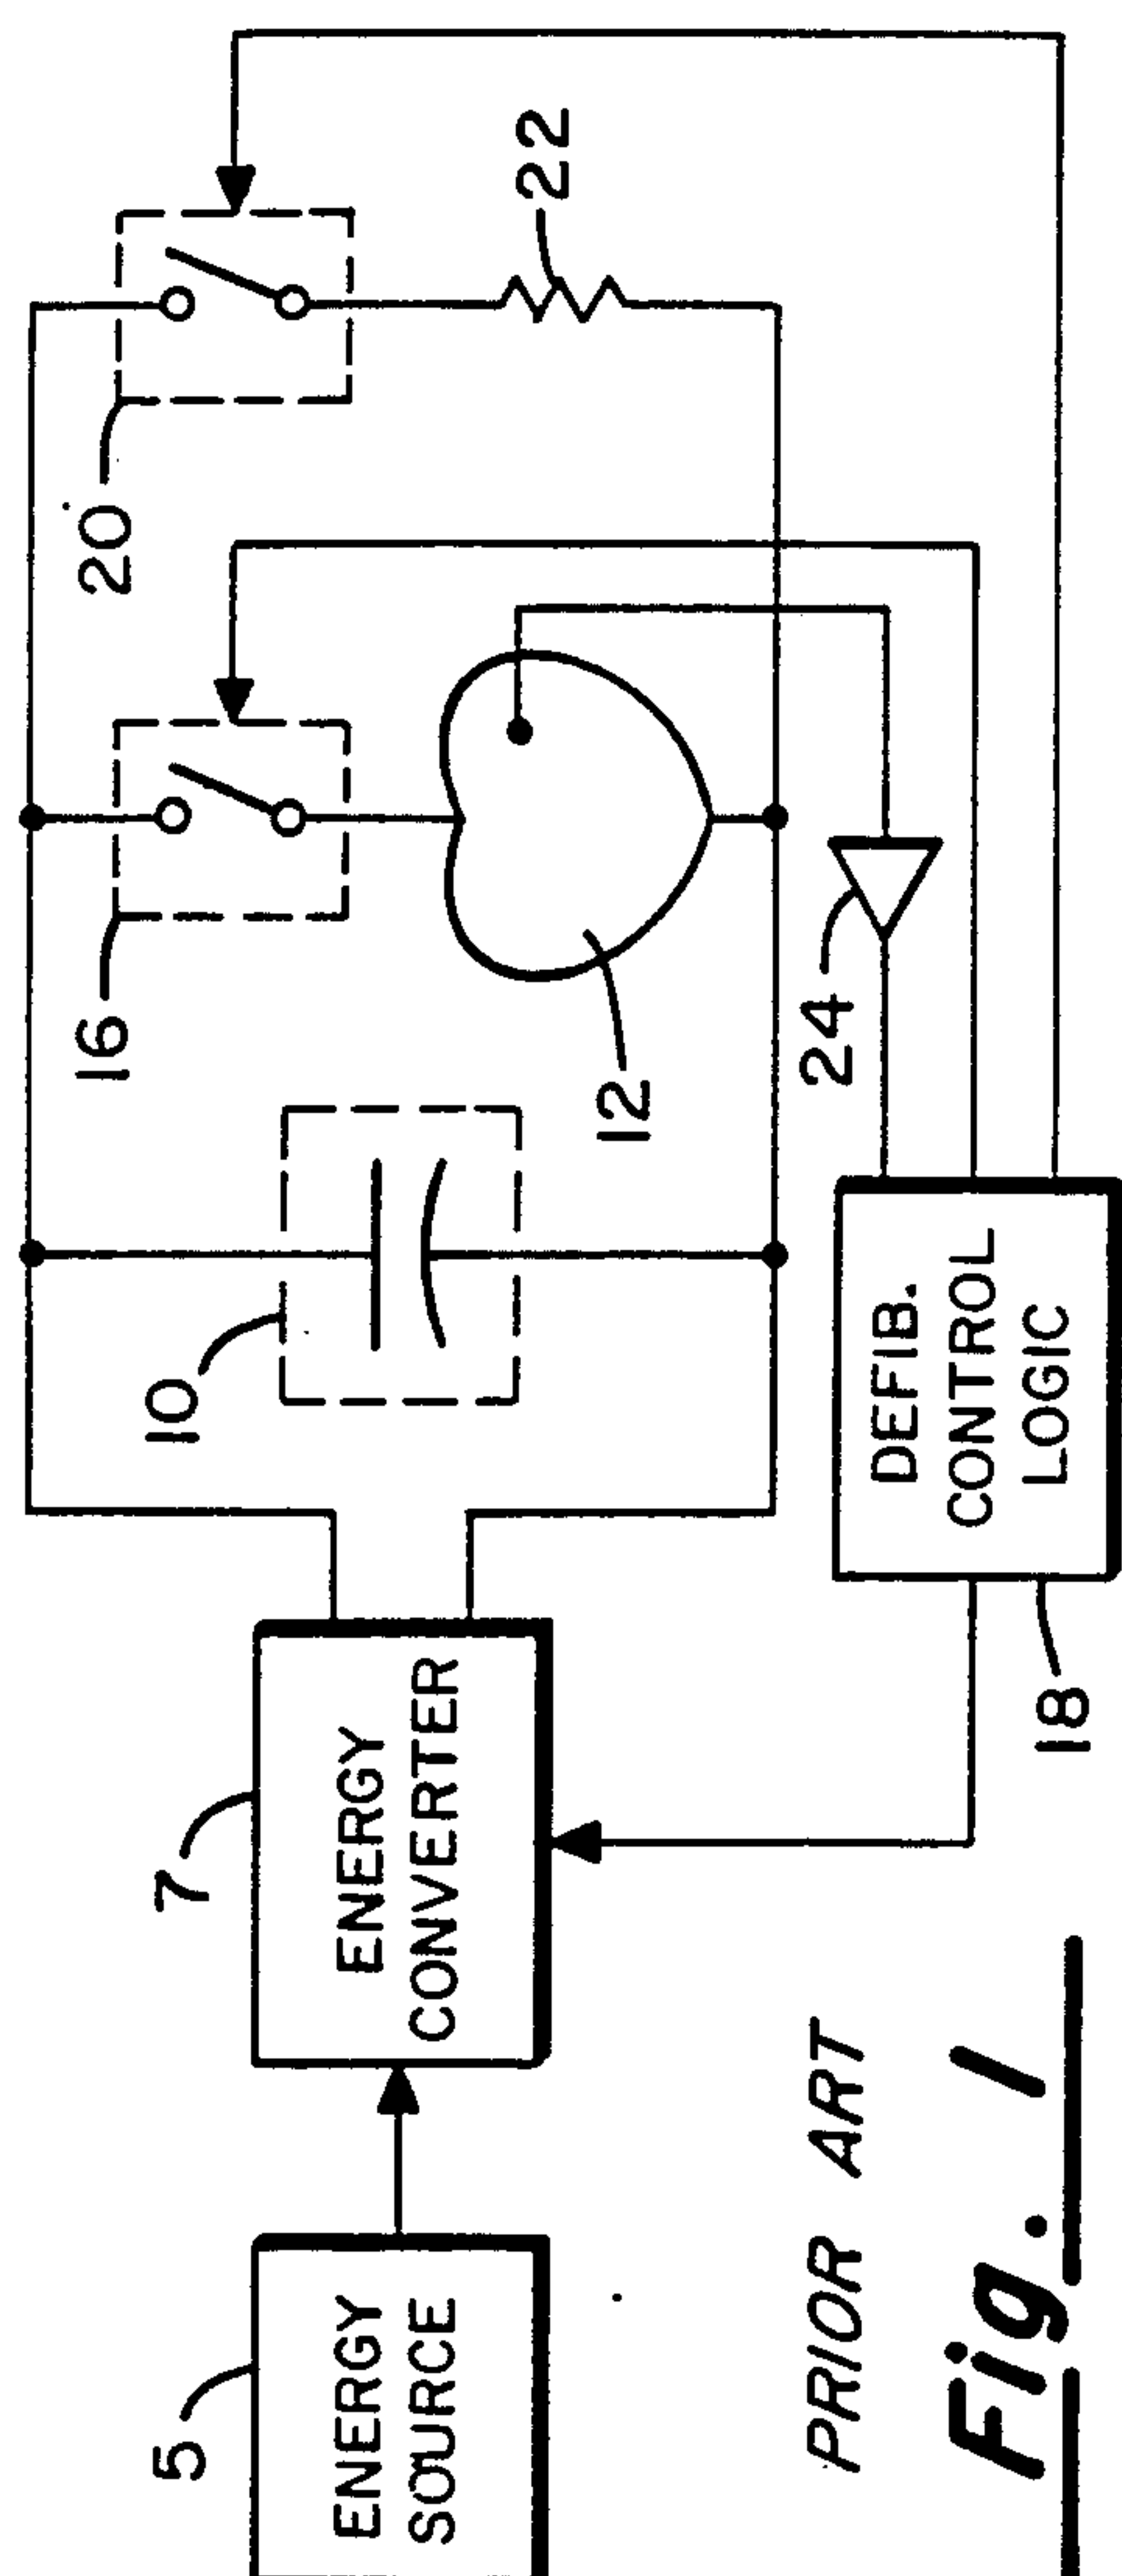 5
ENERGY
SOURCE
7
ENERGY
CONVERTER
10
16
20
12
22
24
DEFIB.
CONTROL
LOGIC
18
PRIOR ART
Fig. 1